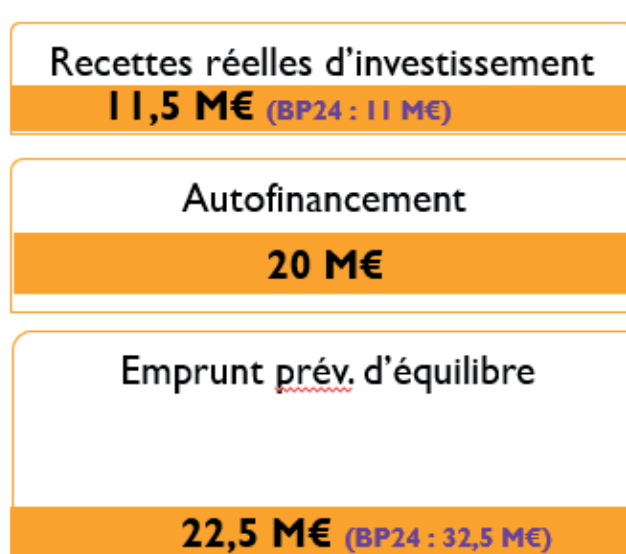 Recettes réelles d’investissement
11,5 M€ (BP24 : 11 M€)
Autofinancement
20 M€
Emprunt prév. d’équilibre
22,5 M€ (BP24 : 32,5 M€)